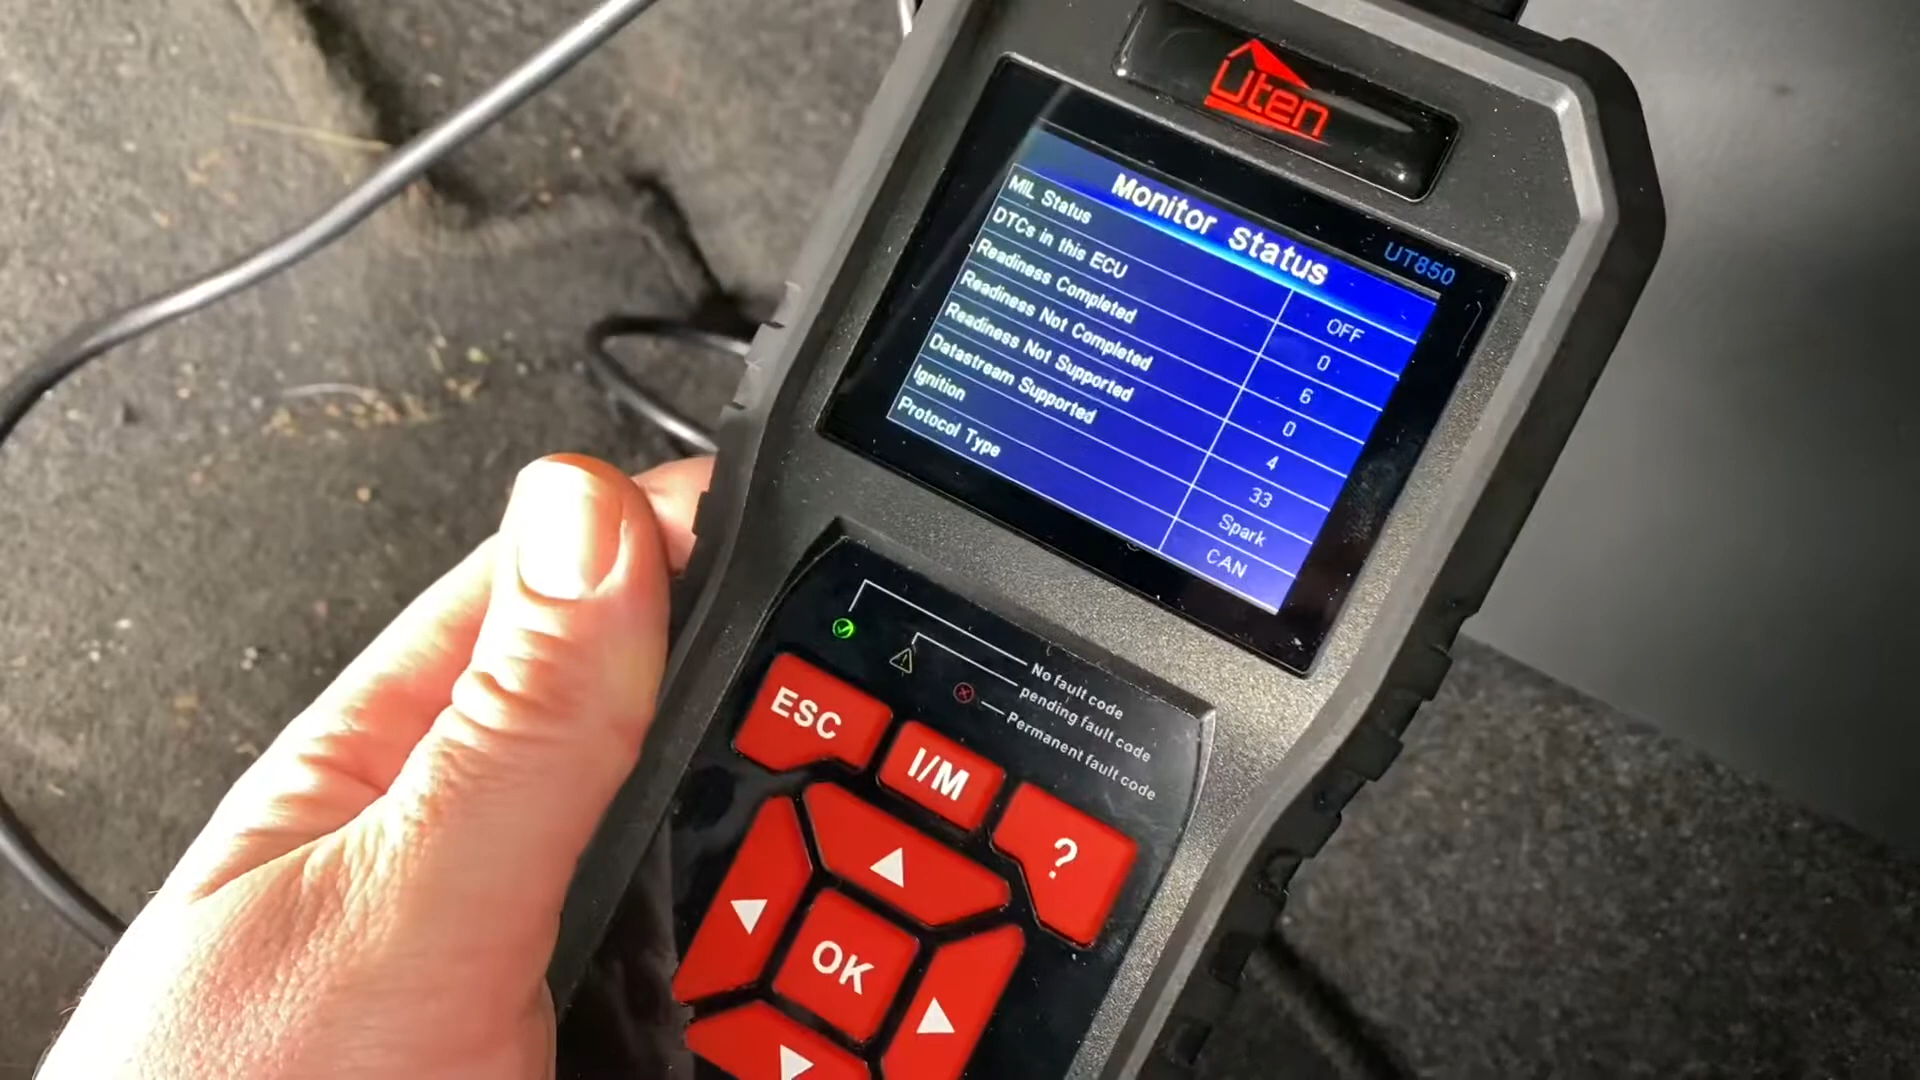 Uten
UT850
Monitor status
MIL Status OFF
DTCs in this ECU 0
Readiness Completed 6
Readiness Not Completed 0
Readiness Not Supported 4
Datastream Supported 33
Ignition Spark
Protocol Type CAN
No fault code
pending fault code
Permanent fault code
ESC
I/M
?
OK